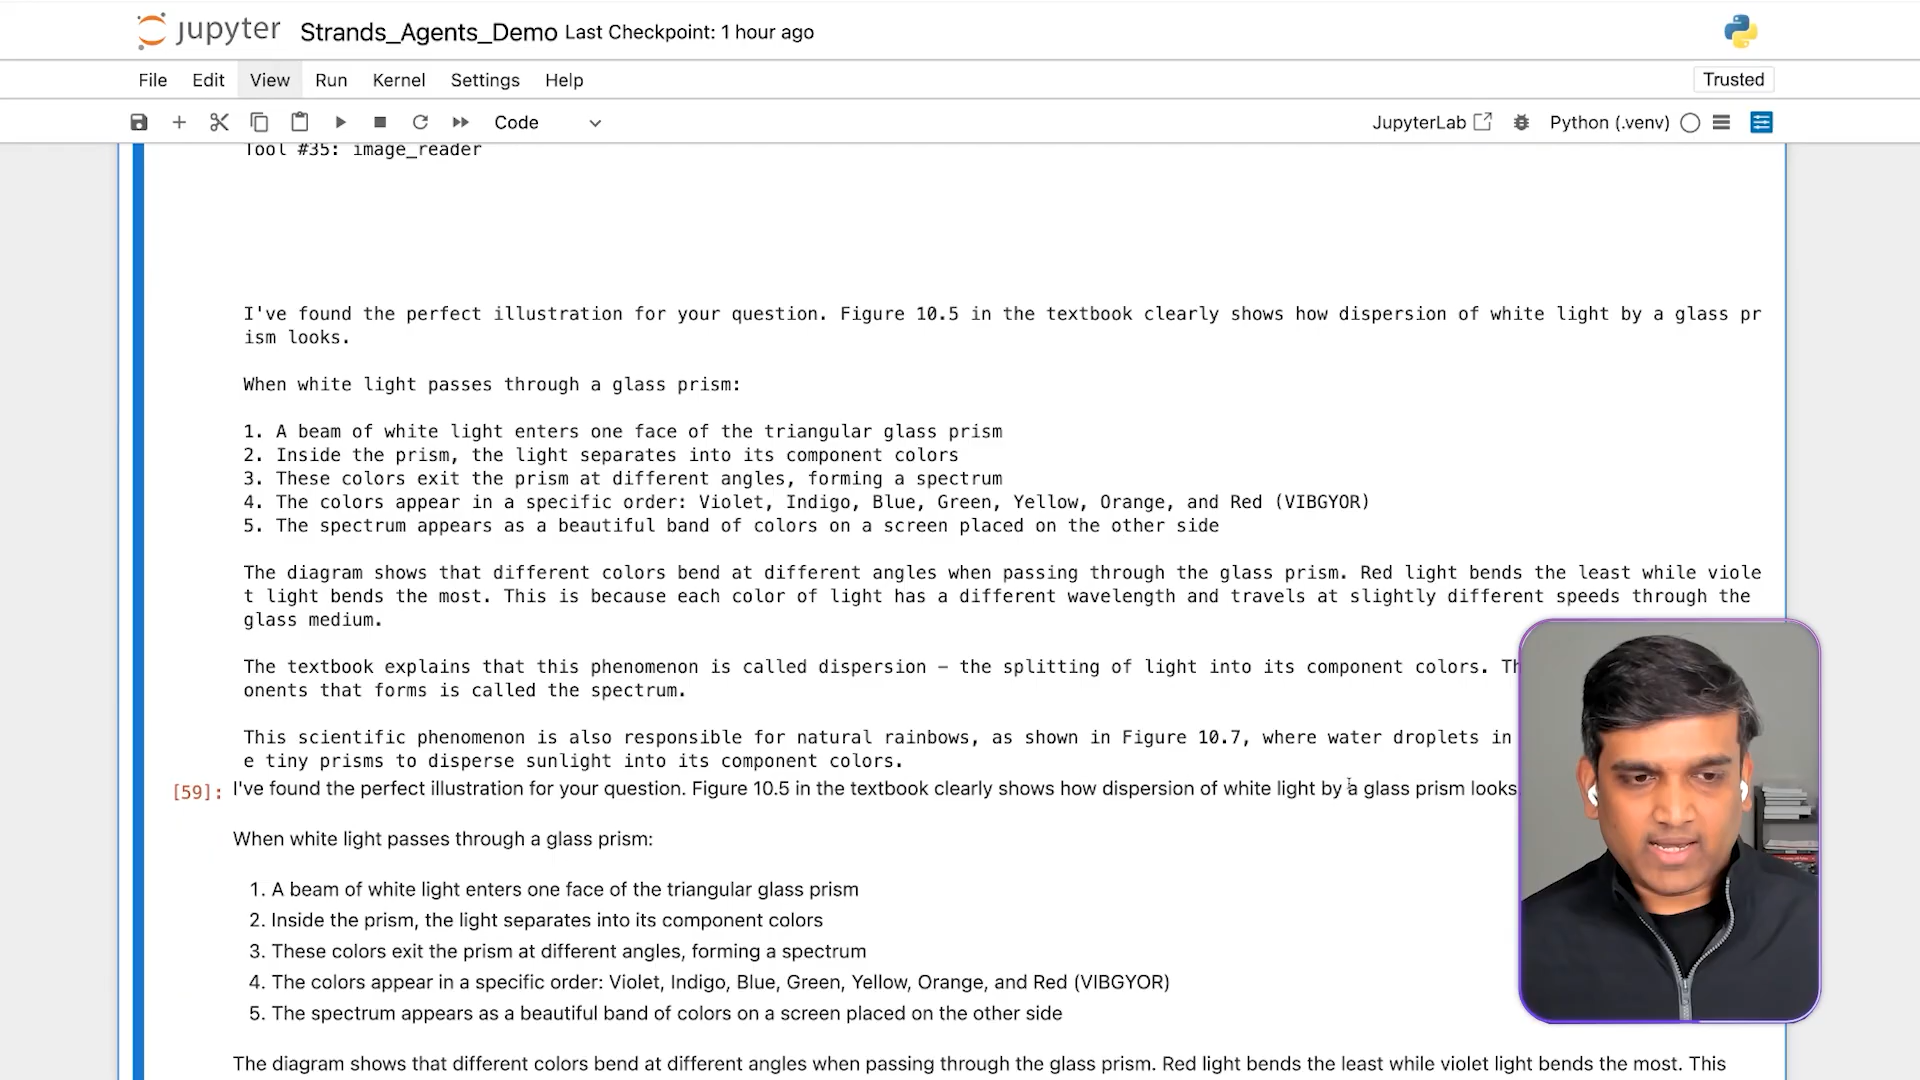 jupyter Strands_Agents_Demo Last Checkpoint: 1 hour ago
File Edit View Run Kernel Settings Help Trusted
Code JupyterLab Python (.venv)
Tool #35: image_reader
I've found the perfect illustration for your question. Figure 10.5 in the textbook clearly shows how dispersion of white light by a glass pr
ism looks.
When white light passes through a glass prism:
1. A beam of white light enters one face of the triangular glass prism
2. Inside the prism, the light separates into its component colors
3. These colors exit the prism at different angles, forming a spectrum
4. The colors appear in a specific order: Violet, Indigo, Blue, Green, Yellow, Orange, and Red (VIBGYOR)
5. The spectrum appears as a beautiful band of colors on a screen placed on the other side
The diagram shows that different colors bend at different angles when passing through the glass prism. Red light bends the least while viole
t light bends the most. This is because each color of light has a different wavelength and travels at slightly different speeds through the
glass medium.
The textbook explains that this phenomenon is called dispersion – the splitting of light into its component colors.
onents that forms is called the spectrum.
This scientific phenomenon is also responsible for natural rainbows, as shown in Figure 10.7, where water droplets in
e tiny prisms to disperse sunlight into its component colors.
[59]: I've found the perfect illustration for your question. Figure 10.5 in the textbook clearly shows how dispersion of white light by a glass prism looks
When white light passes through a glass prism:
1. A beam of white light enters one face of the triangular glass prism
2. Inside the prism, the light separates into its component colors
3. These colors exit the prism at different angles, forming a spectrum
4. The colors appear in a specific order: Violet, Indigo, Blue, Green, Yellow, Orange, and Red (VIBGYOR)
5. The spectrum appears as a beautiful band of colors on a screen placed on the other side
The diagram shows that different colors bend at different angles when passing through the glass prism. Red light bends the least while violet light bends the most. This